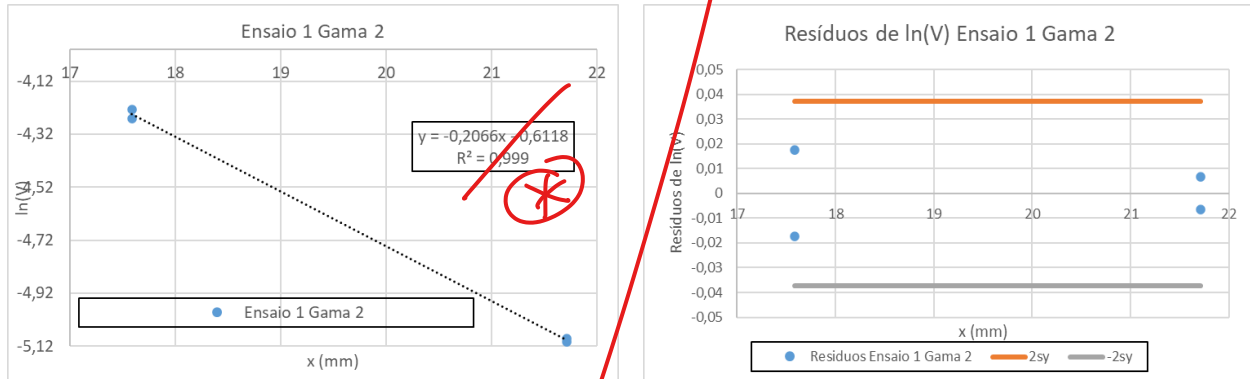 Ensaio 1 Gama 2
17 18 19 20 21 22
-4,12
-4,32
-4,52
-4,72
-4,92
-5,12
ln(V)
y = -0,2066x - 0,6118
R² = 0,999
Ensaio 1 Gama 2
x (mm)
Resíduos de ln(V) Ensaio 1 Gama 2
0,05
0,04
0,03
0,02
0,01
0
-0,01
-0,02
-0,03
-0,04
-0,05
17 18 19 20 21 22
Resíduos de ln(V)
x (mm)
Residuos Ensaio 1 Gama 2 2sy -2sy